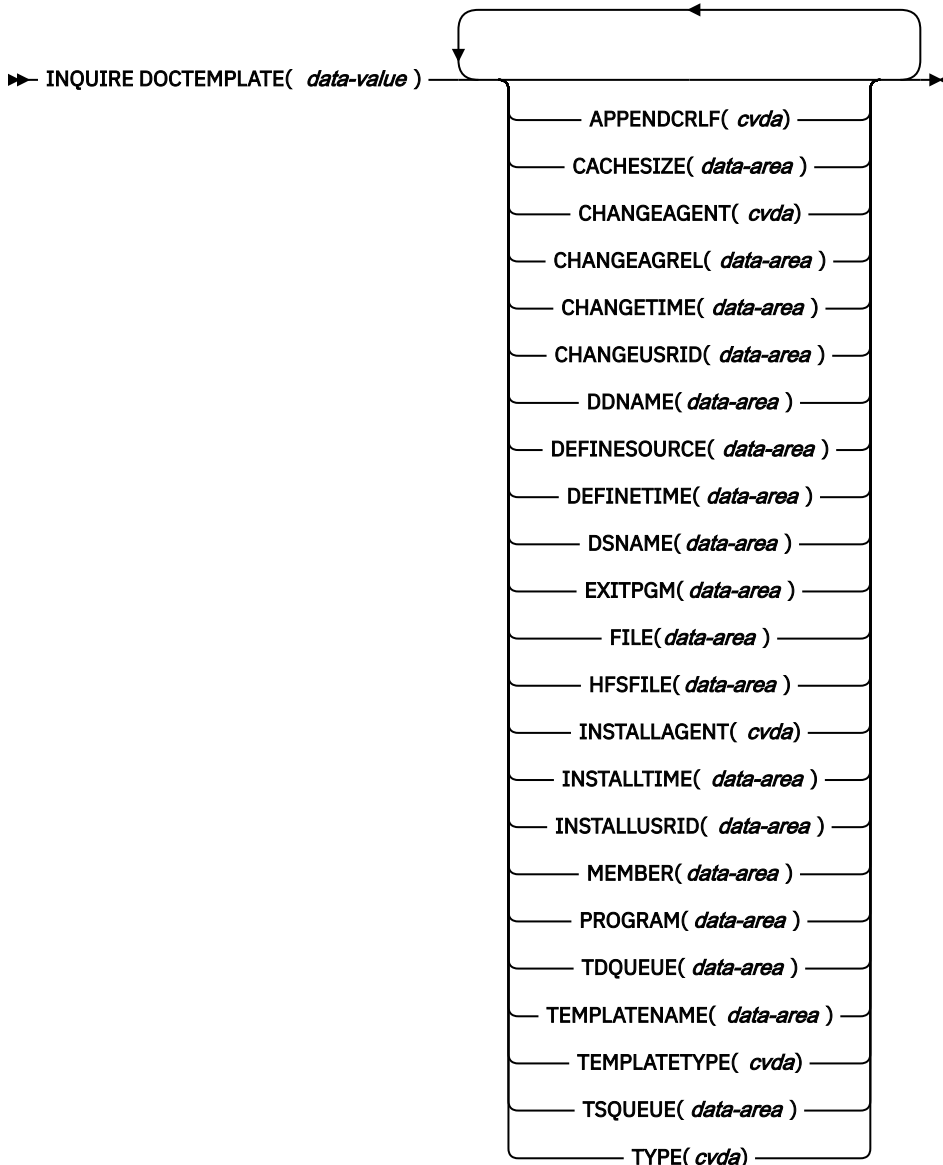 INQUIRE DOCTEMPLATE( data-value )
APPENDCRLF( cvda)
CACHESIZE( data-area )
CHANGEAGENT( cvda)
CHANGEAGREL( data-area )
CHANGETIME( data-area )
CHANGEUSRID( data-area )
DDNAME( data-area )
DEFINESOURCE( data-area )
DEFINETIME( data-area )
DSNAME( data-area )
EXITPGM( data-area )
FILE( data-area )
HFSFILE( data-area )
INSTALLAGENT( cvda)
INSTALLTIME( data-area )
INSTALLUSRID( data-area )
MEMBER( data-area )
PROGRAM( data-area )
TDQUEUE( data-area )
TEMPLATENAME( data-area )
TEMPLATETYPE( cvda)
TSQUEUE( data-area )
TYPE( cvda)